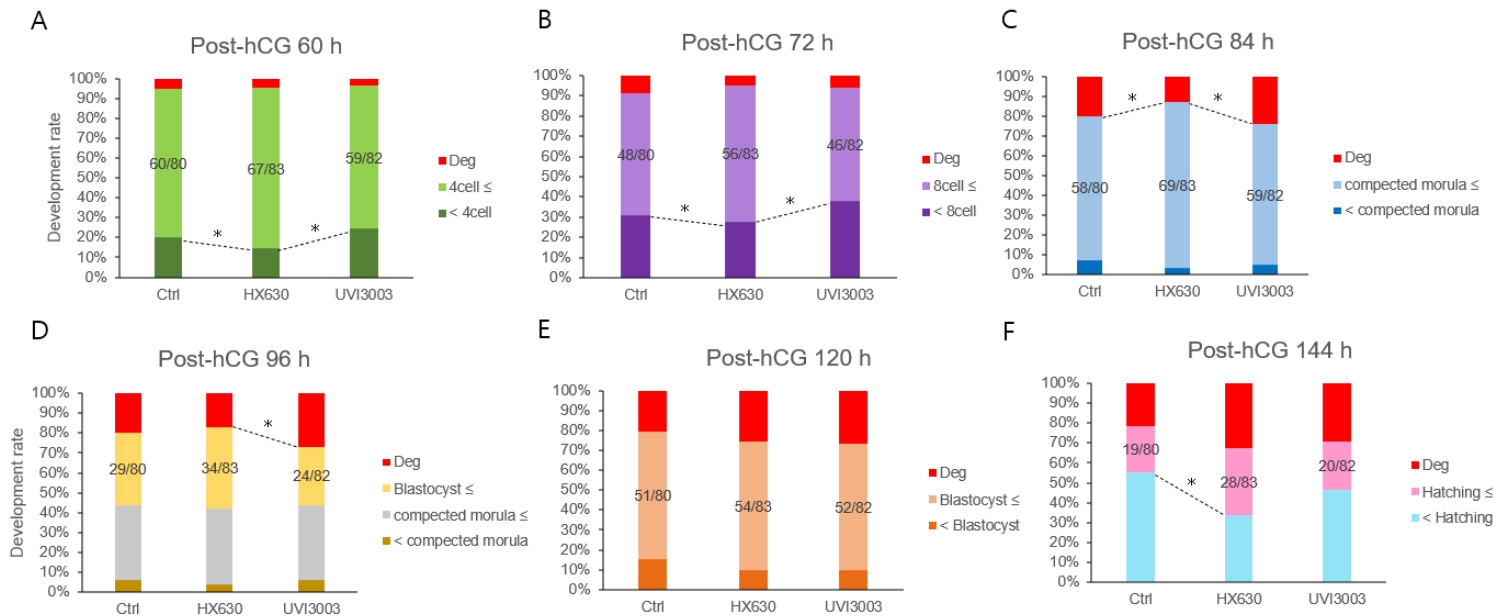 A
Post-hCG 60 h
Development rate
100%
90%
80%
70%
60%
50%
40%
30%
20%
10%
0%
60/80
67/83
59/82
*
*
Ctrl
HX630
UVI3003
Deg
4cell ≤
< 4cell
B
Post-hCG 72 h
100%
90%
80%
70%
60%
50%
40%
30%
20%
10%
0%
48/80
56/83
46/82
*
*
Ctrl
HX630
UVI3003
Deg
8cell ≤
< 8cell
C
Post-hCG 84 h
100%
90%
80%
70%
60%
50%
40%
30%
20%
10%
0%
*
*
58/80
69/83
59/82
Ctrl
HX630
UVI3003
Deg
compected morula ≤
< compected morula
D
Post-hCG 96 h
Development rate
100%
90%
80%
70%
60%
50%
40%
30%
20%
10%
0%
*
29/80
34/83
24/82
Ctrl
HX630
UVI3003
Deg
Blastocyst ≤
compected morula ≤
< compected morula
E
Post-hCG 120 h
100%
90%
80%
70%
60%
50%
40%
30%
20%
10%
0%
51/80
54/83
52/82
Ctrl
HX630
UVI3003
Deg
Blastocyst ≤
< Blastocyst
F
Post-hCG 144 h
100%
90%
80%
70%
60%
50%
40%
30%
20%
10%
0%
19/80
28/83
20/82
*
Ctrl
HX630
UVI3003
Deg
Hatching ≤
< Hatching